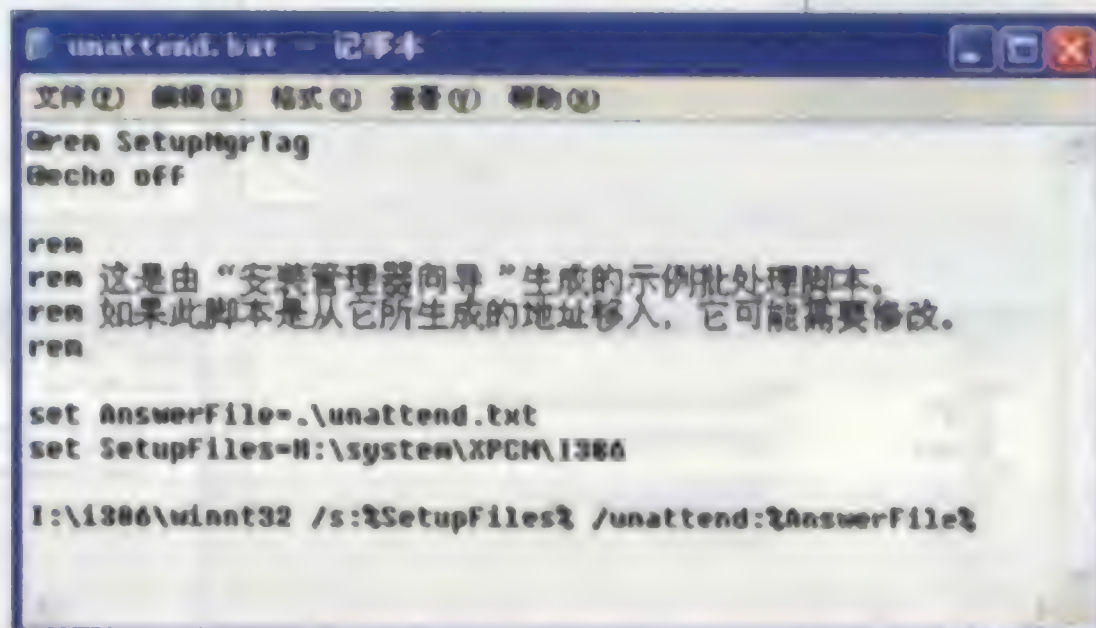 unattend.bat - 记事本
文件(F) 编辑(E) 格式(O) 查看(V) 帮助(H)
@rem SetupMgrTag
@echo off
rem
rem 这是由“安装管理器向导”生成的示例批处理脚本。
rem 如果此脚本是从它所生成的地址移入，它可能需要修改。
rem
set AnswerFile=.\unattend.txt
set SetupFiles=H:\system\XPCM\I386
I:\i386\winnt32 /s:%SetupFiles% /unattend:%AnswerFile%